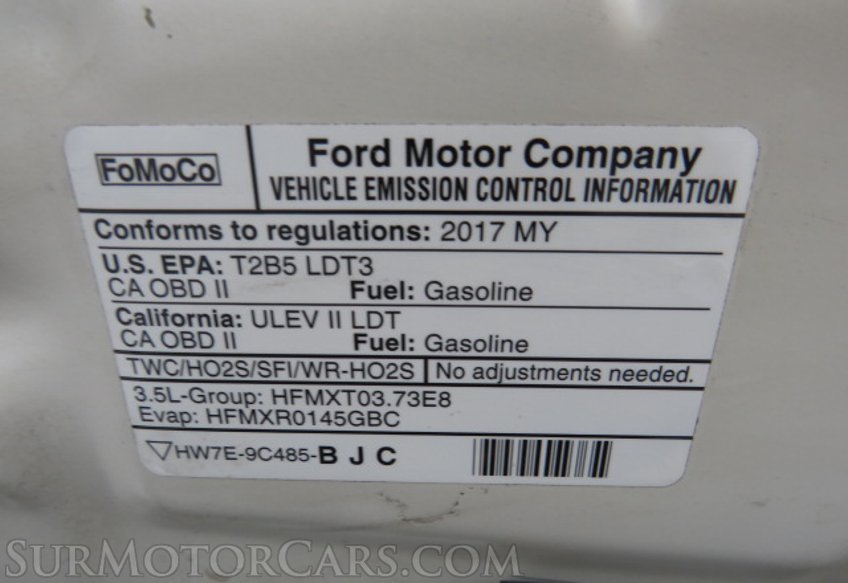 FoMoCo
Ford Motor Company
VEHICLE EMISSION CONTROL INFORMATION
Conforms to regulations: 2017 MY
U.S. EPA: T2B5 LDT3
CA OBD II Fuel: Gasoline
California: ULEV II LDT
CA OBD II Fuel: Gasoline
TWC/HO2S/SFI/WR-HO2S No adjustments needed.
3.5L-Group: HFMXT03.73E8
Evap: HFMXR0145GBC
HW7E-9C485-B J C
SURMOTORCARS.COM